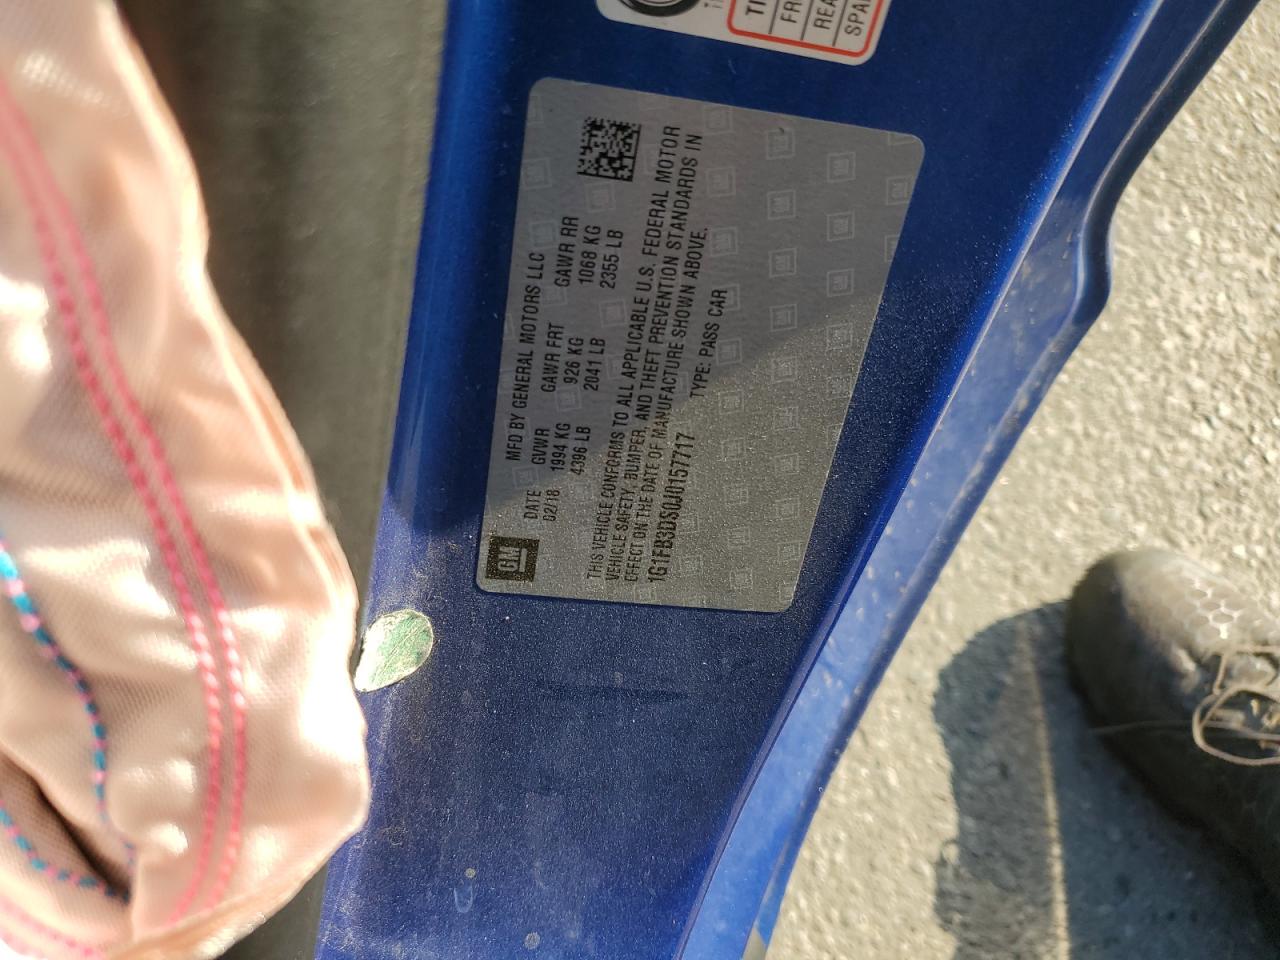 GM
MFD BY GENERAL MOTORS LLC
DATE GVWR GAWR FRT GAWR RR
02/18 1994 KG 926 KG 1068 KG
4396 LB 2041 LB 2355 LB
THIS VEHICLE CONFORMS TO ALL APPLICABLE U.S. FEDERAL MOTOR
VEHICLE SAFETY, BUMPER, AND THEFT PREVENTION STANDARDS IN
EFFECT ON THE DATE OF MANUFACTURE SHOWN ABOVE.
1G1FB3DS0J0157717 TYPE: PASS CAR